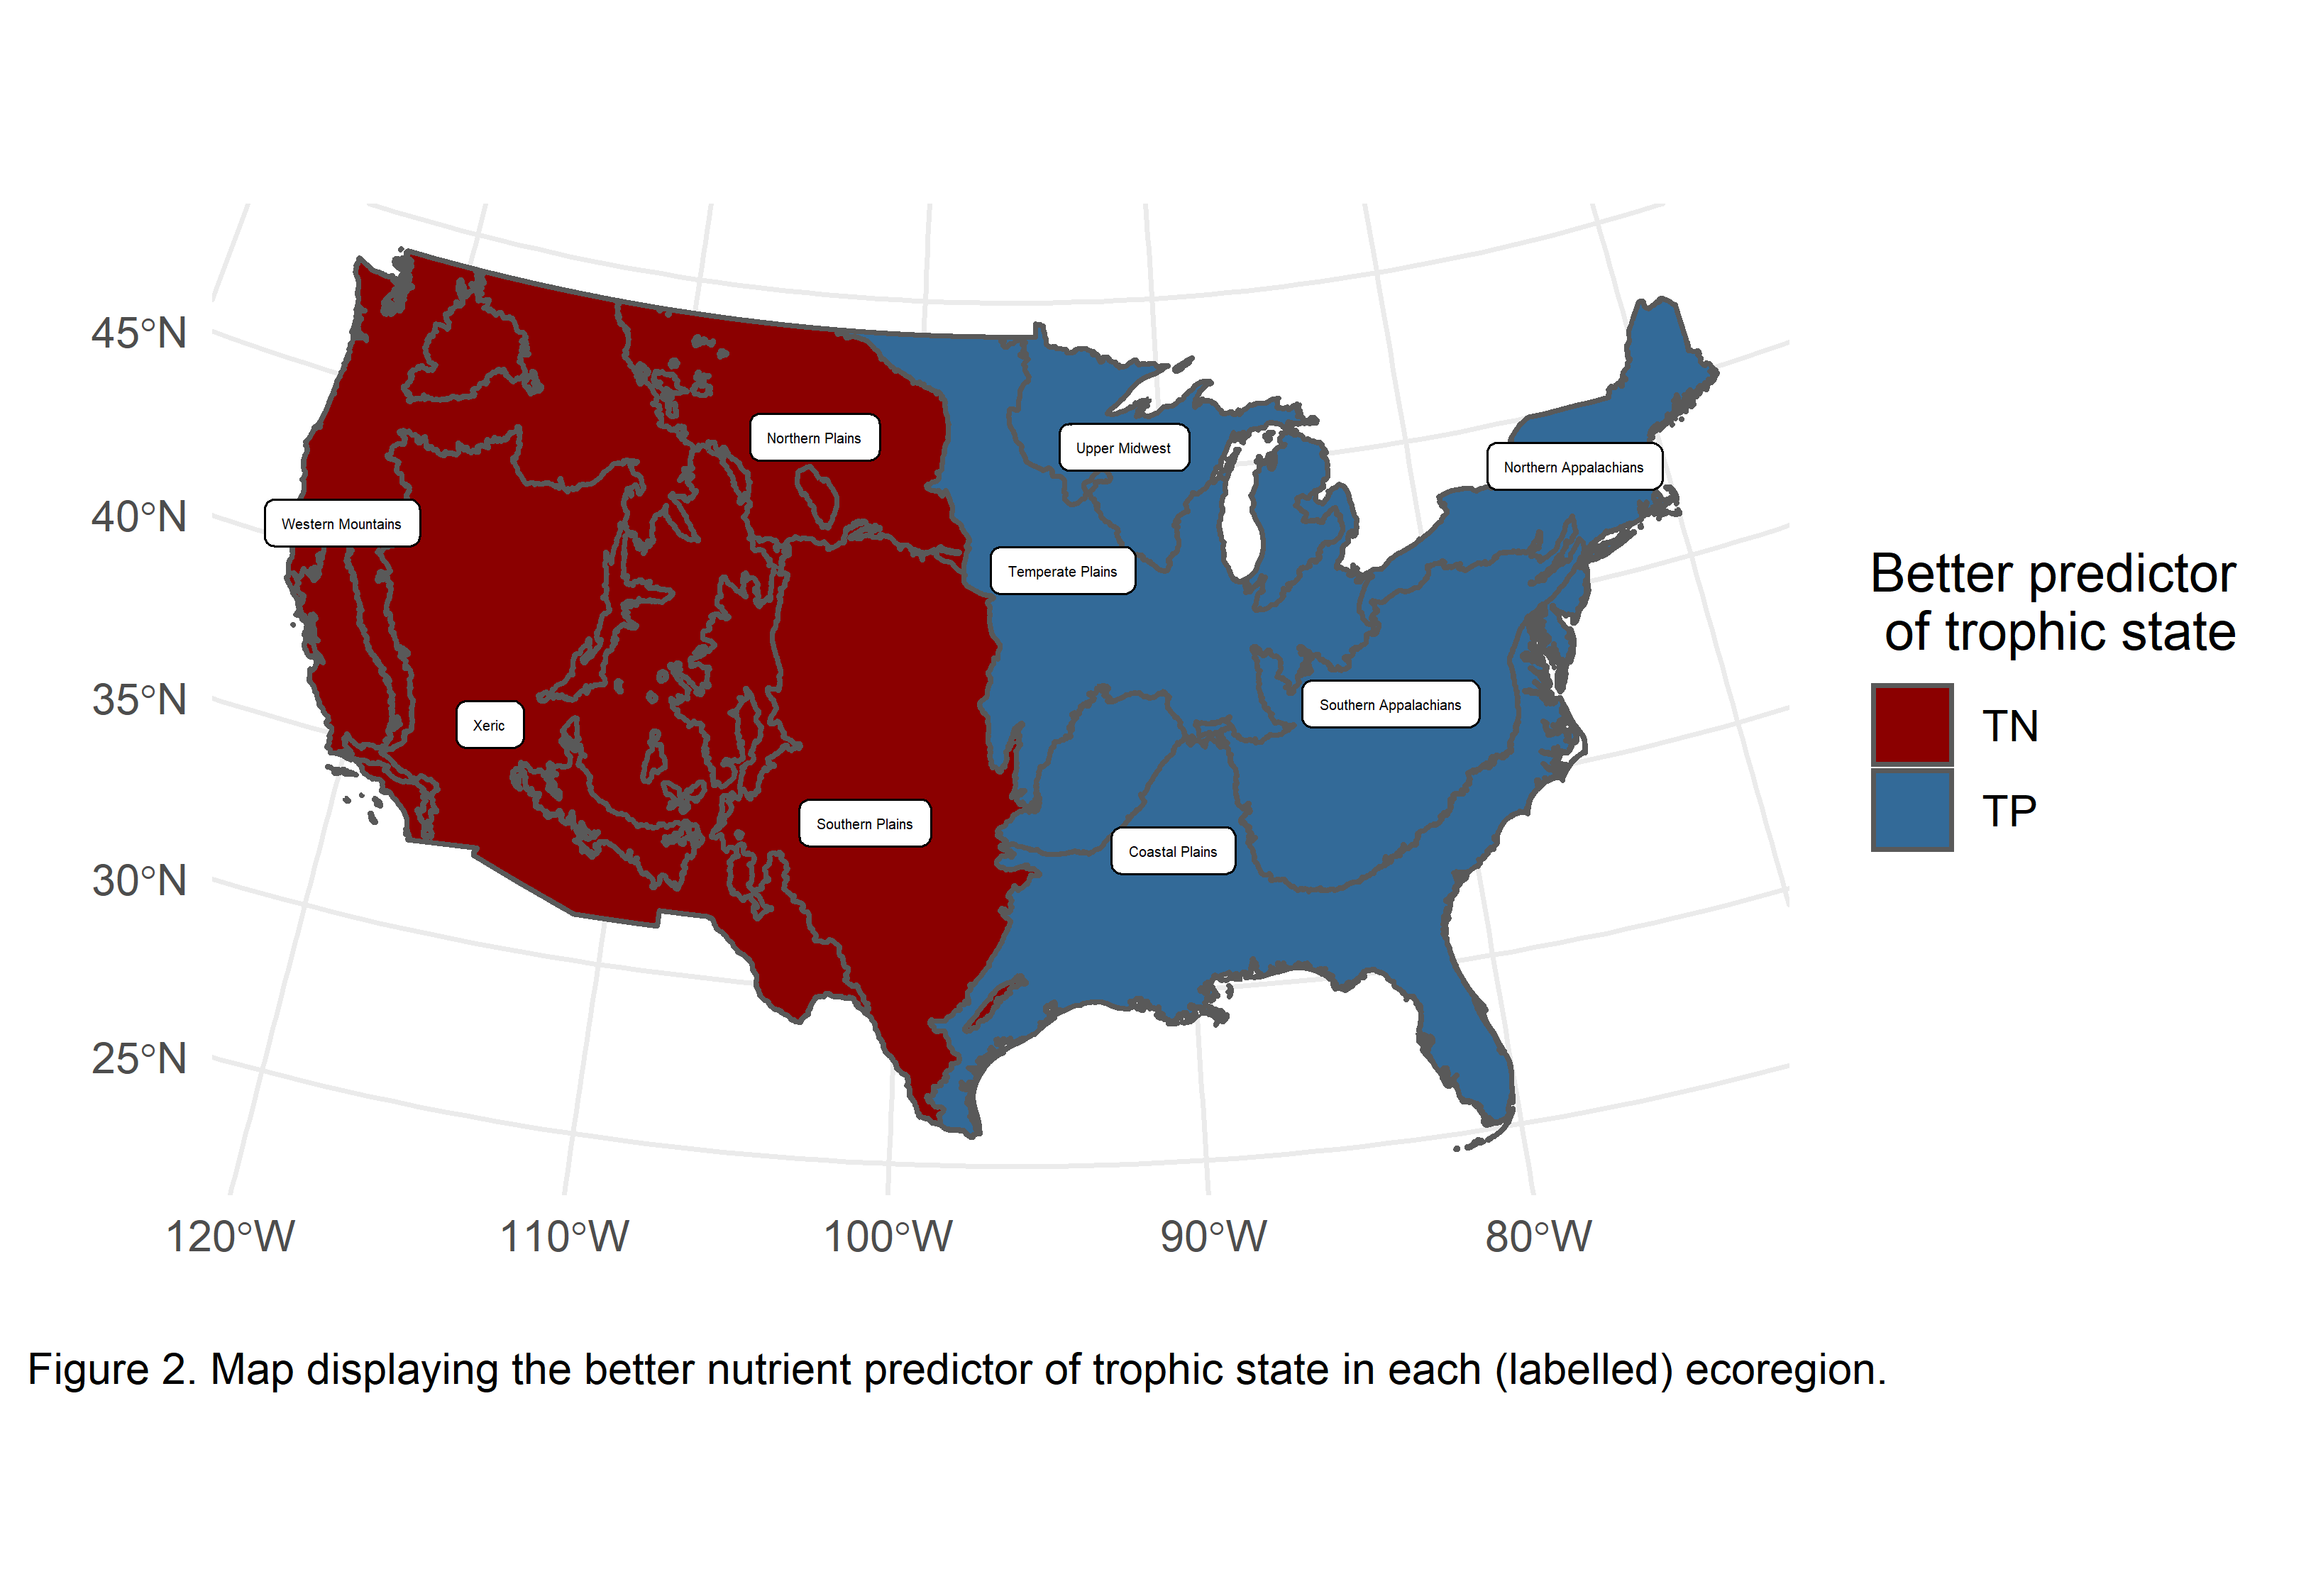 45°N
40°N
35°N
30°N
25°N
120°W
110°W
100°W
90°W
80°W
Northern Plains
Upper Midwest
Northern Appalachians
Western Mountains
Temperate Plains
Southern Appalachians
Xeric
Southern Plains
Coastal Plains
Better predictor
of trophic state
TN
TP
Figure 2. Map displaying the better nutrient predictor of trophic state in each (labelled) ecoregion.